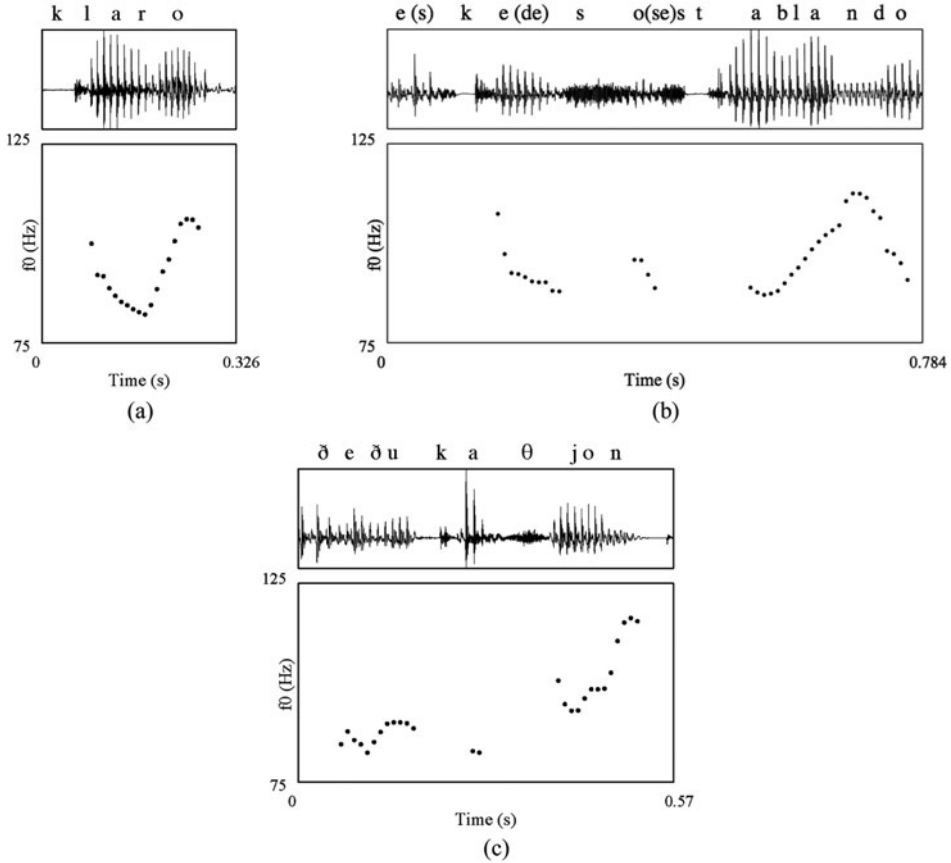 k l a r o
125
f0 (Hz)
75
0 0.326
Time (s)
(a)
e (s) k e (de) s o(se)s t a b l a n d o
125
f0 (Hz)
75
0 0.784
Time (s)
(b)
ð e ð u k a θ j o n
125
f0 (Hz)
75
0 0.57
Time (s)
(c)